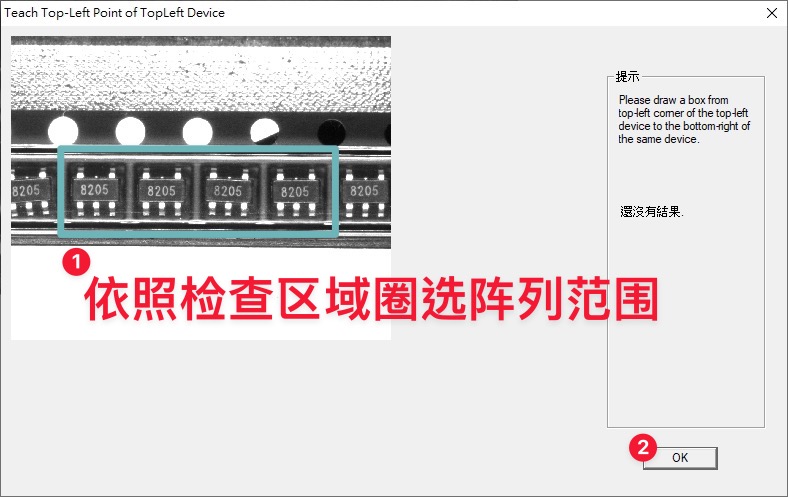 Teach Top-Left Point of TopLeft Device
提示
Please draw a box from
top-left corner of the top-left
device to the bottom-right of
the same device.
還沒有結果.
8205 8205 8205 8205 8205 8205
1
依照检查区域圈选阵列范围
2 OK